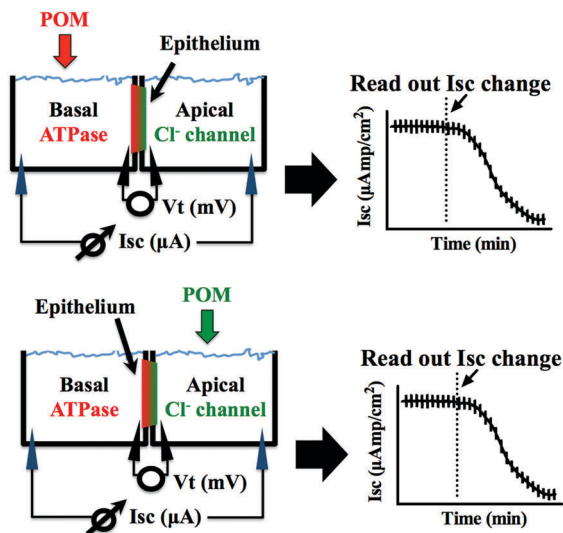 POM
Epithelium
Basal
ATPase
Apical
Cl- channel
Vt (mV)
Isc (μA)
Read out Isc change
Isc (μAmp/cm²)
Time (min)
POM
Epithelium
Basal
ATPase
Apical
Cl- channel
Vt (mV)
Isc (μA)
Read out Isc change
Isc (μAmp/cm²)
Time (min)